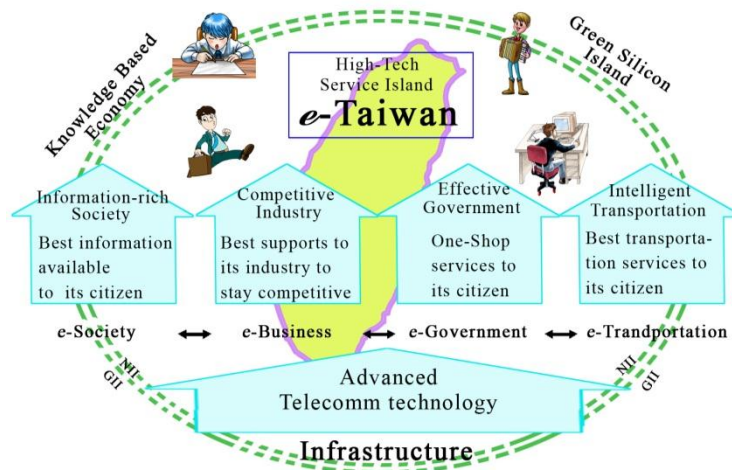 Knowledge Based
Economy
High-Tech
Service Island
e-Taiwan
Green Silicon
Island
Information-rich
Society
Best information
available
to its citizen
Competitive
Industry
Best supports to
its industry to
stay competitive
Effective
Government
One-Shop
services to
its citizen
Intelligent
Transportation
Best transporta-
tion services to
its citizen
e-Society
e-Business
e-Government
e-Trandportation
NII
GII
NII
GII
Advanced
Telecomm technology
Infrastructure